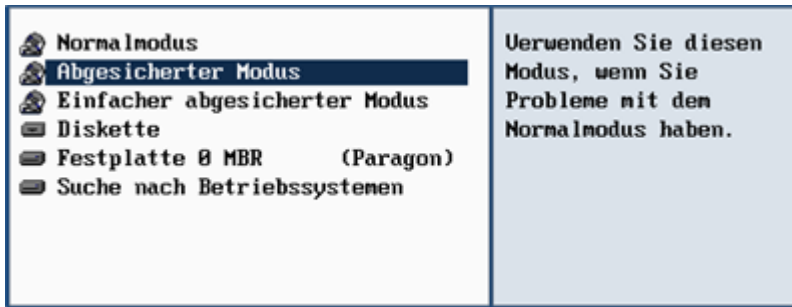 Normalmodus
Abgesicherter Modus
Einfacher abgesicherter Modus
Diskette
Festplatte 0 MBR (Paragon)
Suche nach Betriebssystemen
Verwenden Sie diesen
Modus, wenn Sie
Probleme mit dem
Normalmodus haben.